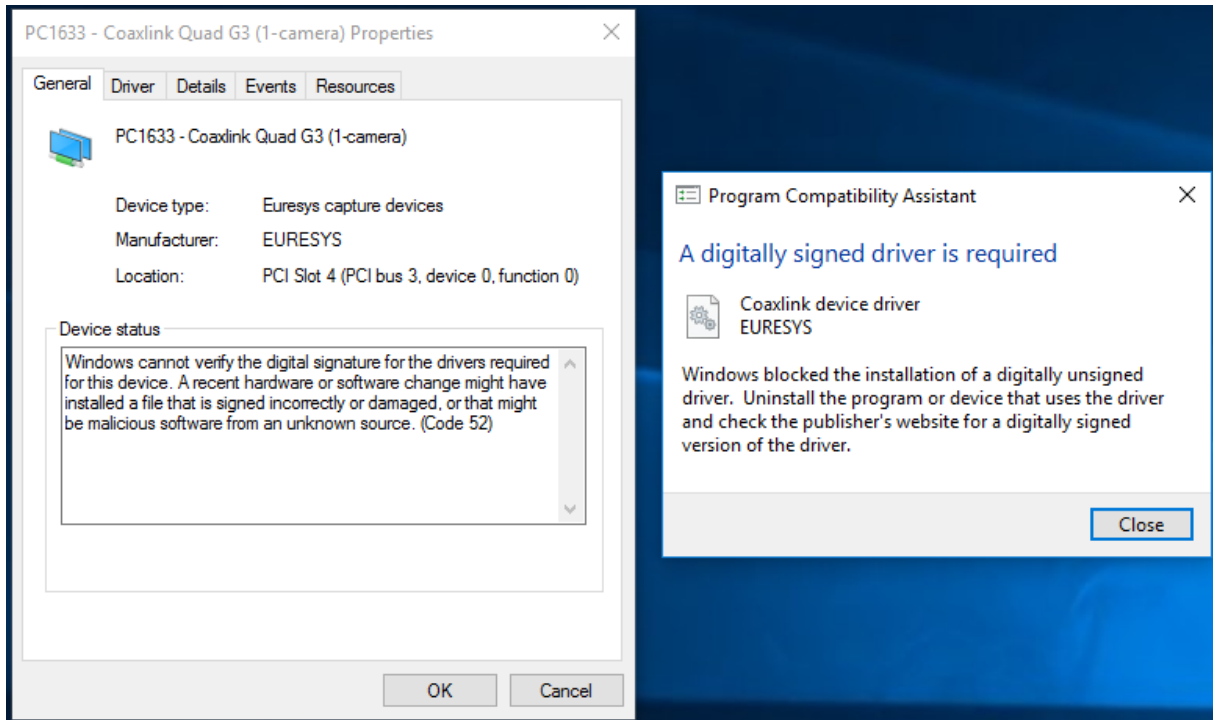 PC1633 - Coaxlink Quad G3 (1-camera) Properties
General Driver Details Events Resources
PC1633 - Coaxlink Quad G3 (1-camera)
Device type: Euresys capture devices
Manufacturer: EURESYS
Location: PCI Slot 4 (PCI bus 3, device 0, function 0)
Device status
Windows cannot verify the digital signature for the drivers required
for this device. A recent hardware or software change might have
installed a file that is signed incorrectly or damaged, or that might
be malicious software from an unknown source. (Code 52)
OK Cancel
Program Compatibility Assistant
A digitally signed driver is required
Coaxlink device driver
EURESYS
Windows blocked the installation of a digitally unsigned
driver. Uninstall the program or device that uses the driver
and check the publisher's website for a digitally signed
version of the driver.
Close